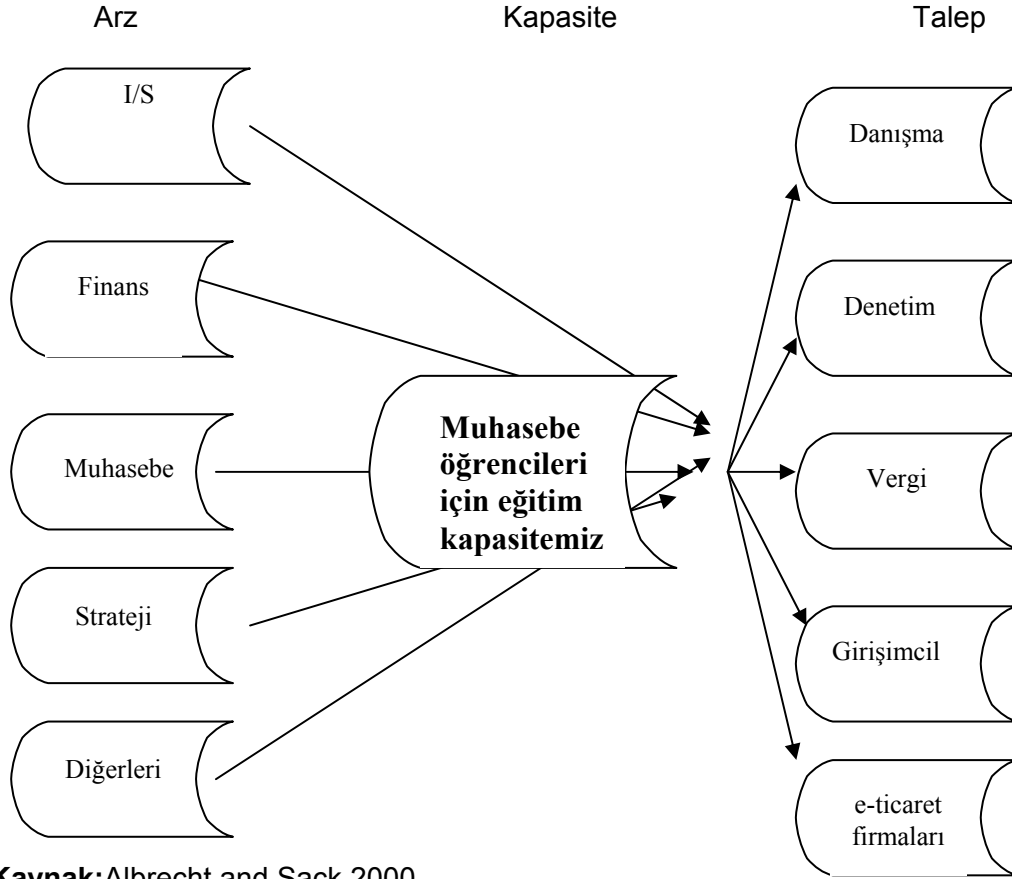 Arz Kapasite Talep
I/S
Danışma
Finans
Denetim
Muhasebe
Muhasebe
öğrencileri
için eğitim
kapasitemiz
Vergi
Strateji
Girişimcil
Diğerleri
e-ticaret
firmaları
Kaynak:Albrecht and Sack 2000